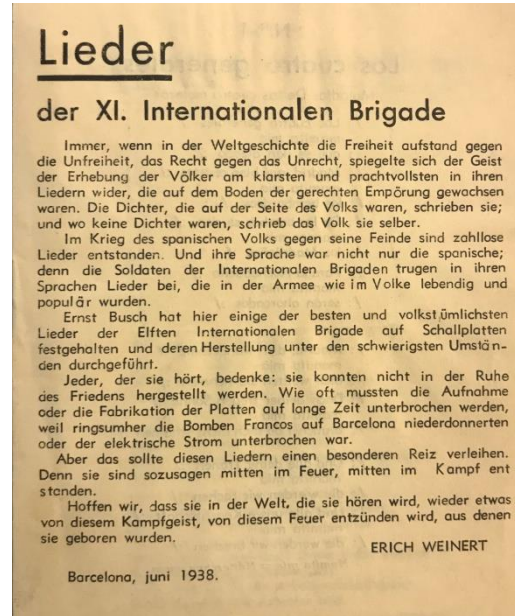 Lieder
der XI. Internationalen Brigade
Immer, wenn in der Weltgeschichte die Freiheit aufstand gegen
die Unfreiheit, das Recht gegen das Unrecht, spiegelte sich der Geist
der Erhebung der Völker am klarsten und prachtvollsten in ihren
Liedern wider, die auf dem Boden der gerechten Empörung gewachsen
waren. Die Dichter, die auf der Seite des Volks waren, schrieben sie;
und wo keine Dichter waren, schrieb das Volk sie selber.
Im Krieg des spanischen Volks gegen seine Feinde sind zahllose
Lieder entstanden. Und ihre Sprache war nicht nur die spanische;
denn die Soldaten der Internationalen Brigaden trugen in ihren
Sprachen Lieder bei, die in der Armee wie im Volke lebendig und
populär wurden.
Ernst Busch hat hier einige der besten und volkstümlichsten
Lieder der Elften Internationalen Brigade auf Schallplatten
festgehalten und deren Herstellung unter den schwierigsten Umstän-
den durchgeführt.
Jeder, der sie hört, bedenke: sie konnten nicht in der Ruhe
des Friedens hergestellt werden. Wie oft mussten die Aufnahme
oder die Fabrikation der Platten auf lange Zeit unterbrochen werden,
weil ringsumher die Bomben Francos auf Barcelona niederdonnerten
oder der elektrische Strom unterbrochen war.
Aber das sollte diesen Liedern einen besonderen Reiz verleihen.
Denn sie sind sozusagen mitten im Feuer, mitten im Kampf ent
standen.
Hoffen wir, dass sie in der Welt, die sie hören wird, wieder etwas
von diesem Kampfgeist, von diesem Feuer entzünden wird, aus denen
sie geboren wurden.
ERICH WEINERT
Barcelona, juni 1938.